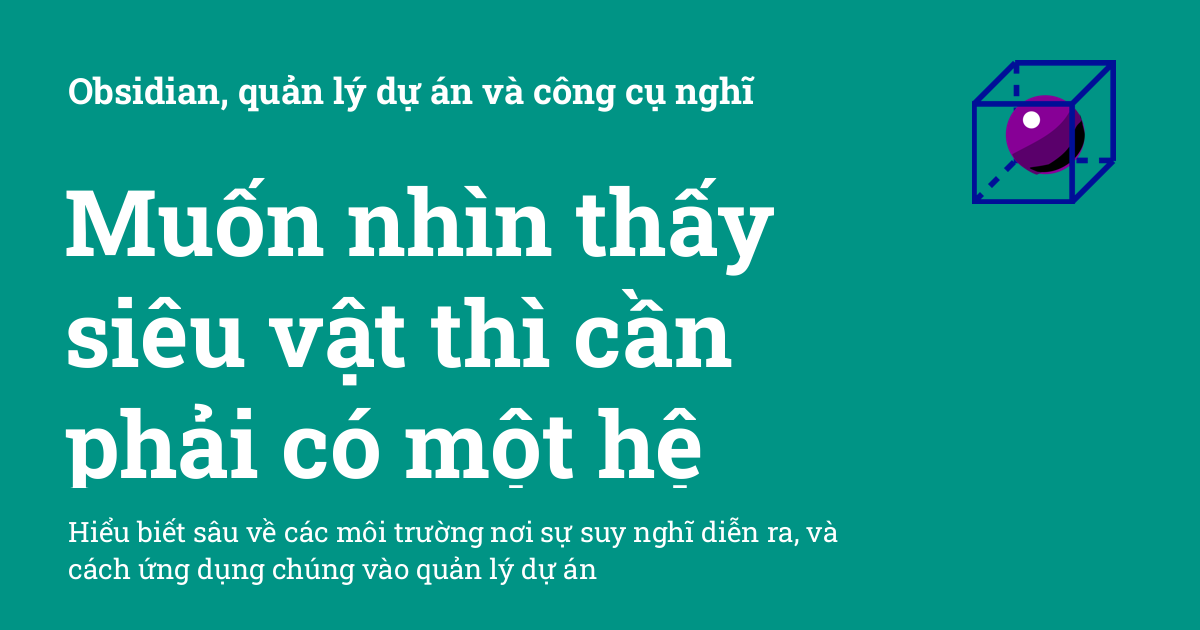 Obsidian, quản lý dự án và công cụ nghĩ
Muốn nhìn thấy
siêu vật thì cần
phải có một hệ
Hiểu biết sâu về các môi trường nơi sự suy nghĩ diễn ra, và
cách ứng dụng chúng vào quản lý dự án